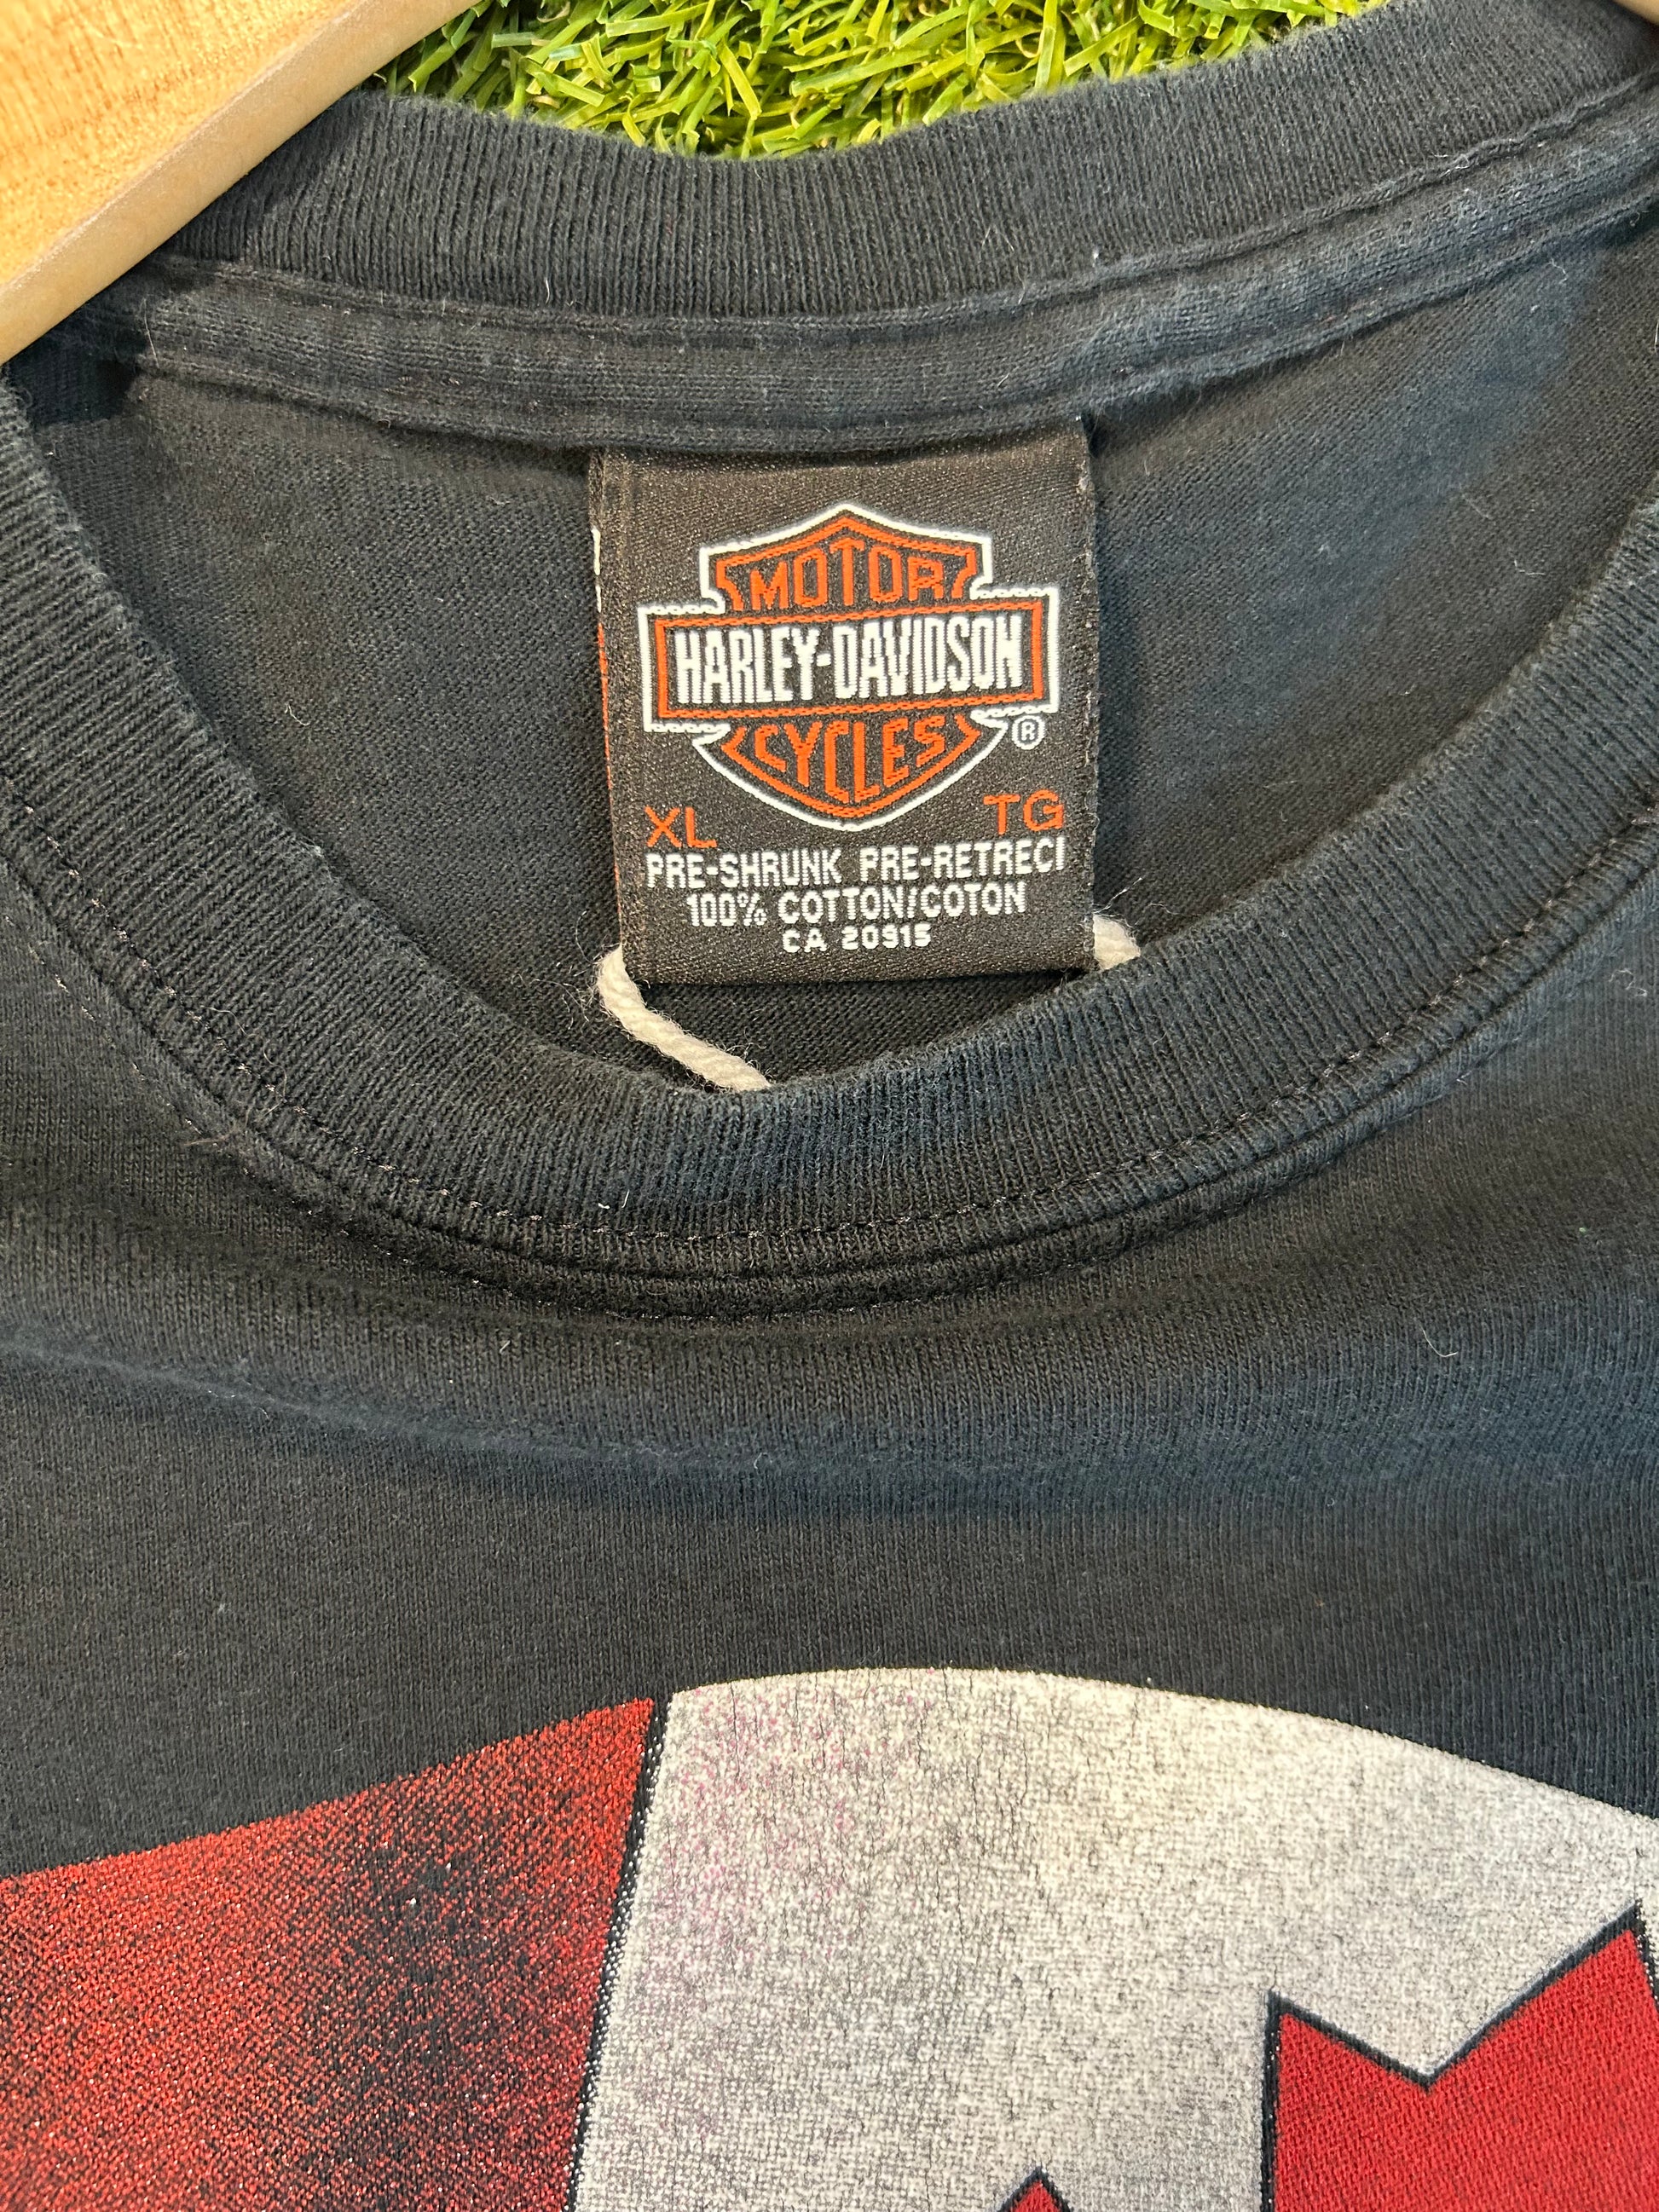 MOTOR
HARLEY-DAVIDSON
CYCLES
®
XL TG
PRE-SHRUNK PRE-RETRECI
100% COTTON/COTON
CA 20915